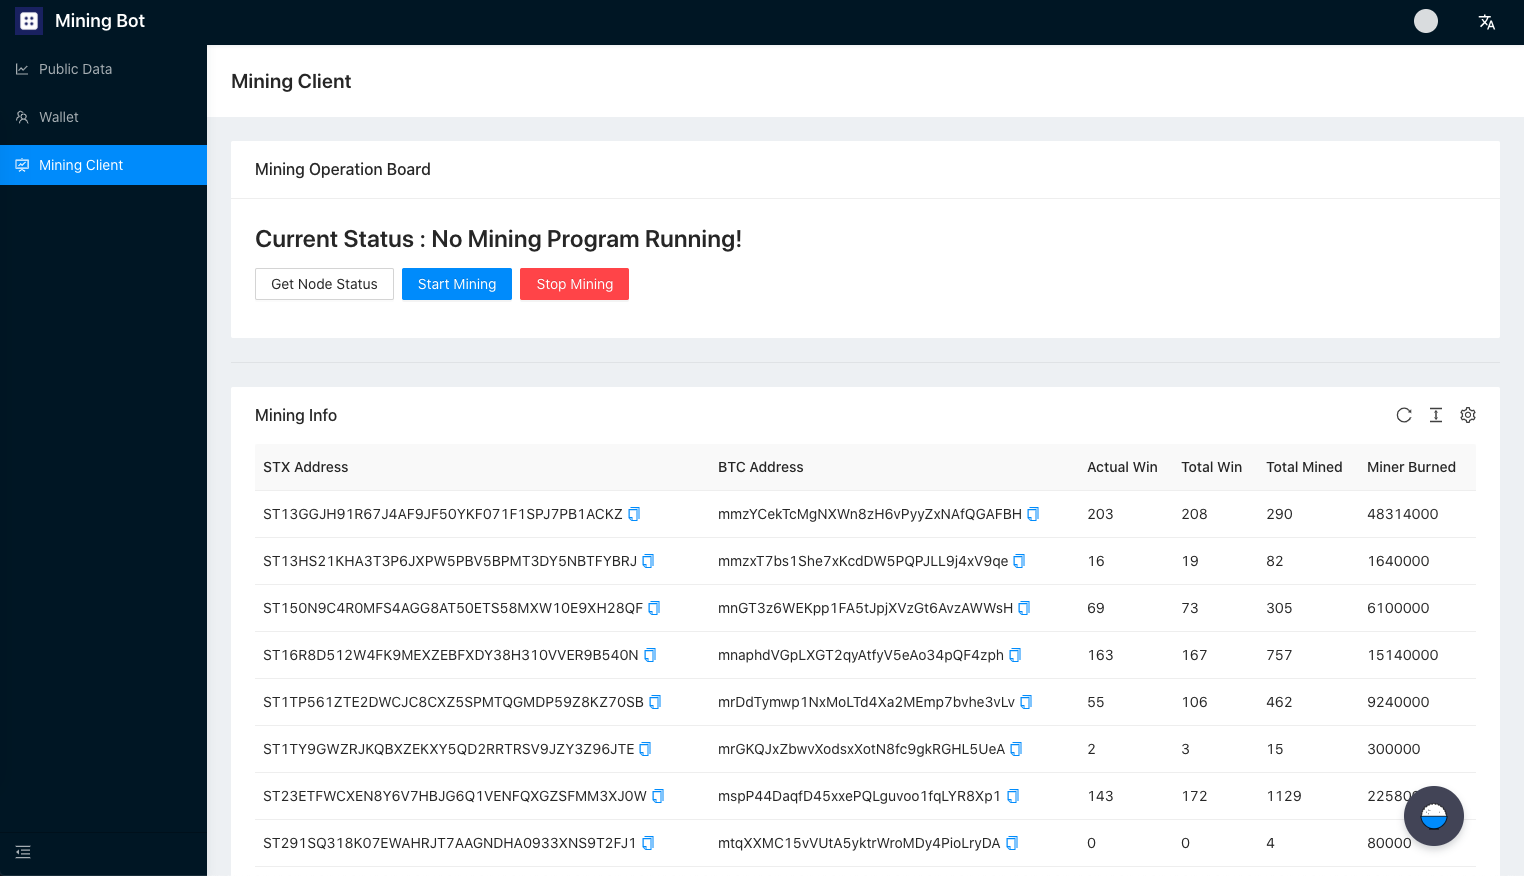 Mining Bot
Public Data
Wallet
Mining Client
Mining Client
Mining Operation Board
Current Status : No Mining Program Running!
Get Node Status Start Mining Stop Mining
Mining Info
STX Address BTC Address Actual Win Total Win Total Mined Miner Burned
ST13GGJH91R67J4AF9JF50YKF071F1SPJ7PB1ACKZ mmzYCekTcMgNXWn8zH6vPyyZxNAfQGAFBH 203 208 290 48314000
ST13HS21KHA3T3P6JXPW5PBV5BPMT3DY5NBTFYBRJ mmzxT7bs1She7xKcdDW5PQPJLL9j4xV9qe 16 19 82 1640000
ST150N9C4R0MFS4AGG8AT50ETS58MXW10E9XH28QF mnGT3z6WEKpp1FA5tJpjXVzGt6AvzAWWsH 69 73 305 6100000
ST16R8D512W4FK9MEXZEBFXDY38H310VVER9B540N mnaphdVGpLXGT2qyAtfyV5eAo34pQF4zph 163 167 757 15140000
ST1TP561ZTE2DWCJC8CXZ5SPMTQGMDP59Z8KZ70SB mrDdTymwp1NxMoLTd4Xa2MEmp7bvhe3vLv 55 106 462 9240000
ST1TY9GWZRJKQBXZEKXY5QD2RRTRSV9JZY3Z96JTE mrGKQJxZbwvXodsxXotN8fc9gkRGHL5UeA 2 3 15 300000
ST23ETFWCXEN8Y6V7HBJG6Q1VENFQXGZSFMM3XJ0W mspP44DaqfD45xxePQLguvoo1fqLYR8Xp1 143 172 1129
ST291SQ318K07EWAHRJT7AAGNDHA0933XNS9T2FJ1 mtqXXMC15vVUtA5yktrWroMDy4PioLryDA 0 0 4 80000